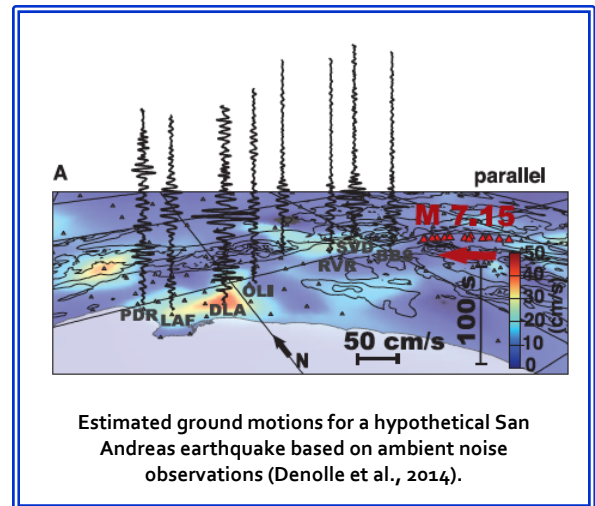 A
parallel
M 7.15
SVD
RVR
OLI
PDR
LAF
DLA
N
50 cm/s
100 s
50
40
30
20
10
0
(cm/s)
Estimated ground motions for a hypothetical San
Andreas earthquake based on ambient noise
observations (Denolle et al., 2014).